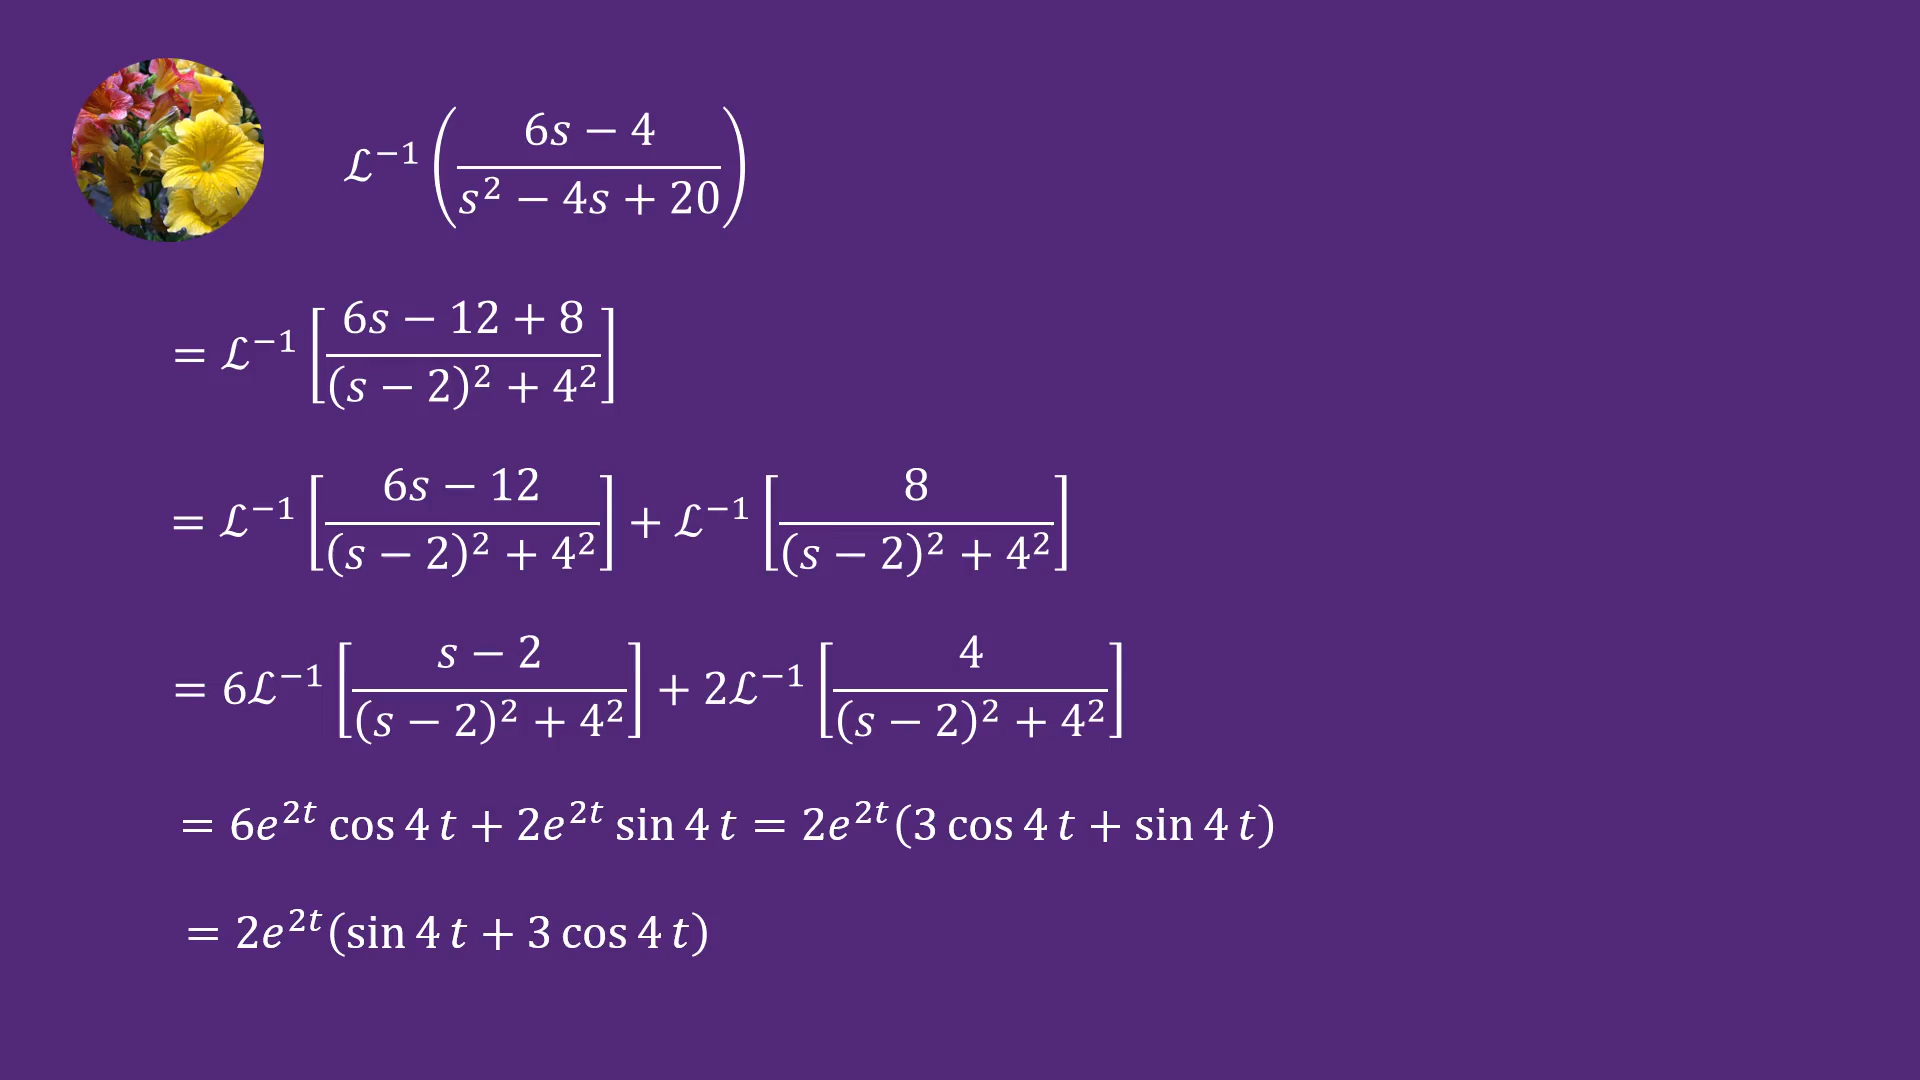 ℒ⁻¹((6s − 4)/(s² − 4s + 20))
= ℒ⁻¹[(6s − 12 + 8)/((s − 2)² + 4²)]
= ℒ⁻¹[(6s − 12)/((s − 2)² + 4²)] + ℒ⁻¹[8/((s − 2)² + 4²)]
= 6ℒ⁻¹[(s − 2)/((s − 2)² + 4²)] + 2ℒ⁻¹[4/((s − 2)² + 4²)]
= 6e²ᵗ cos 4 t + 2e²ᵗ sin 4 t = 2e²ᵗ(3 cos 4 t + sin 4 t)
= 2e²ᵗ(sin 4 t + 3 cos 4 t)